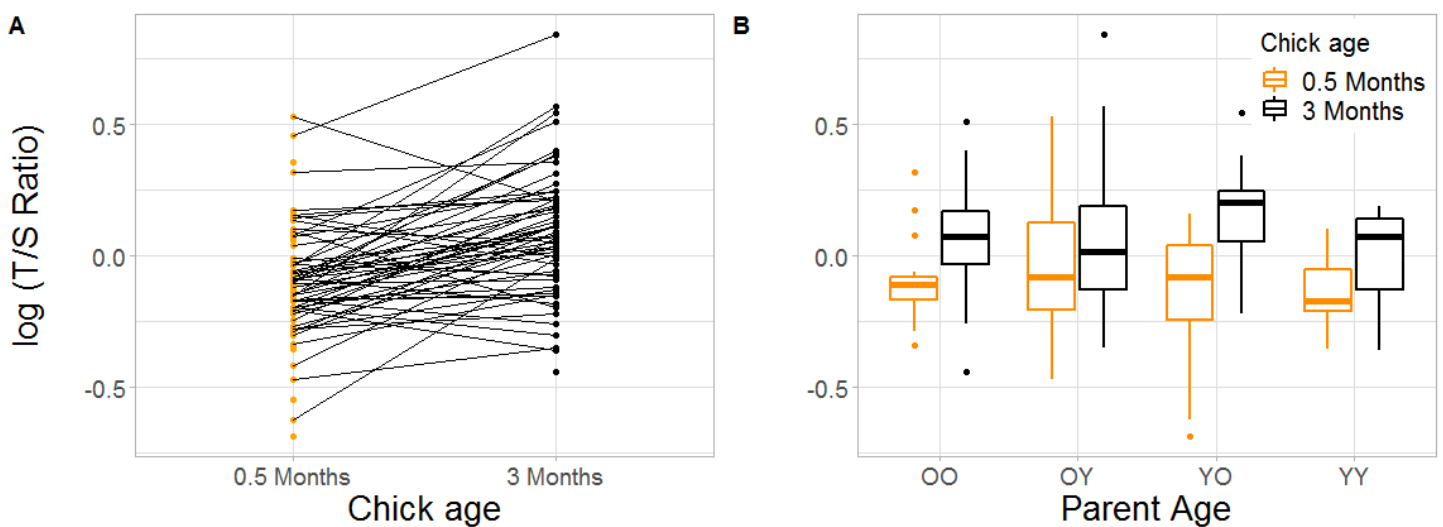 A
log (T/S Ratio)
0.5
0.0
-0.5
0.5 Months
3 Months
Chick age
B
Chick age
0.5 Months
3 Months
0.5
0.0
-0.5
OO
OY
YO
YY
Parent Age